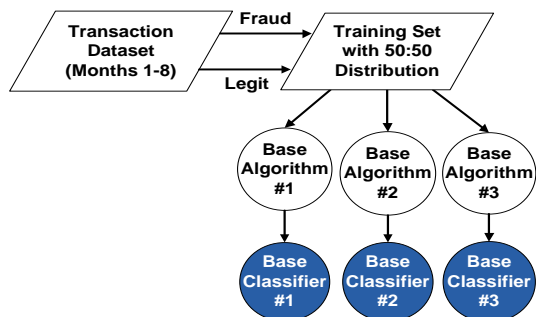 Transaction
Dataset
(Months 1-8)
Fraud
Legit
Training Set
with 50:50
Distribution
Base
Algorithm
#1
Base
Algorithm
#2
Base
Algorithm
#3
Base
Classifier
#1
Base
Classifier
#2
Base
Classifier
#3